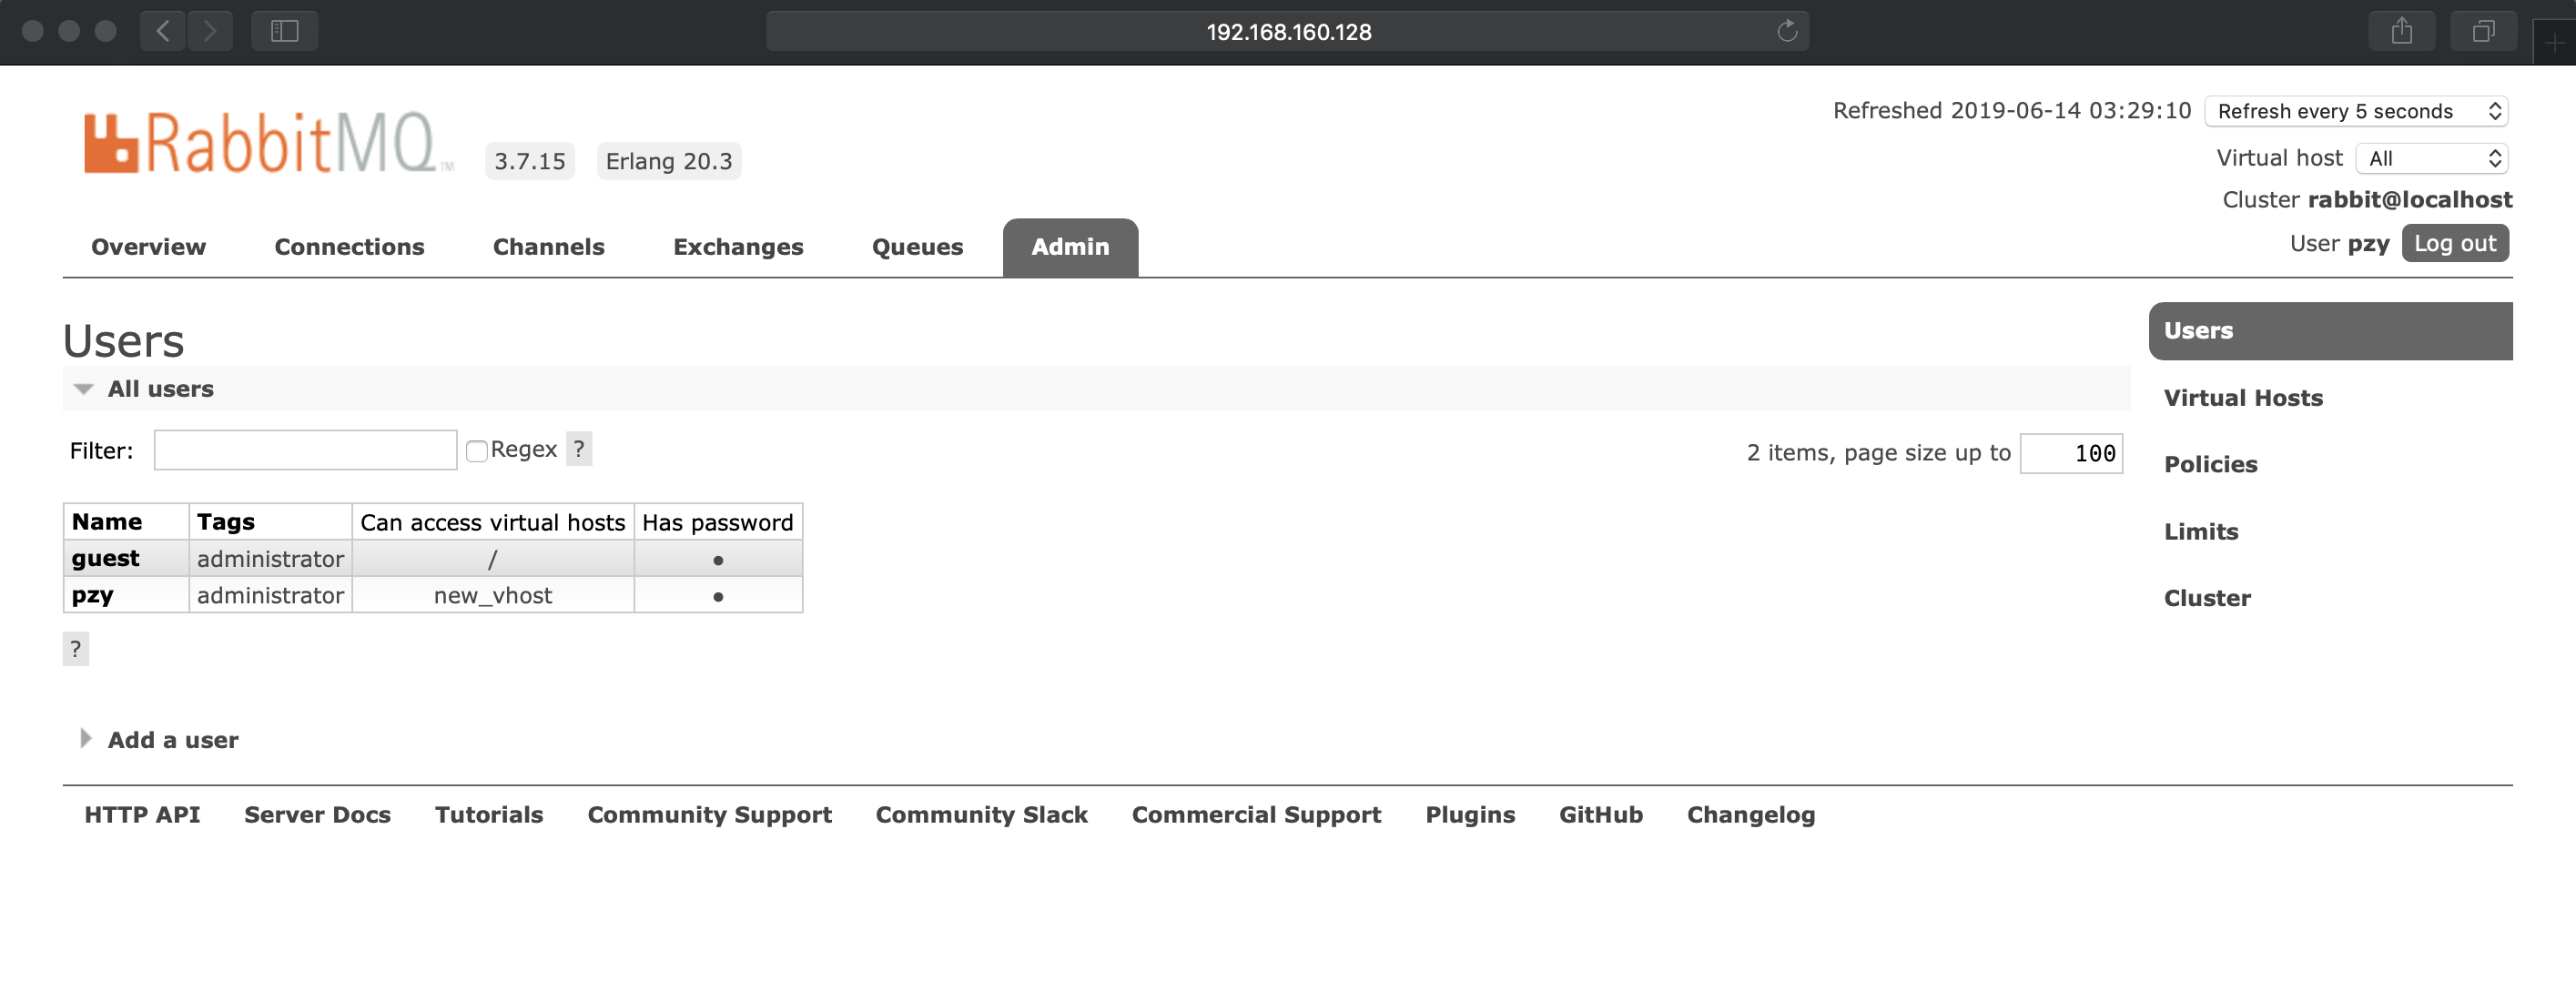 192.168.160.128
RabbitMQ TM 3.7.15 Erlang 20.3
Refreshed 2019-06-14 03:29:10 Refresh every 5 seconds
Virtual host All
Cluster rabbit@localhost
User pzy Log out
Overview Connections Channels Exchanges Queues Admin
Users
All users
Filter: Regex ? 2 items, page size up to 100
Name Tags Can access virtual hosts Has password
guest administrator / •
pzy administrator new_vhost •
?
Add a user
Users
Virtual Hosts
Policies
Limits
Cluster
HTTP API Server Docs Tutorials Community Support Community Slack Commercial Support Plugins GitHub Changelog